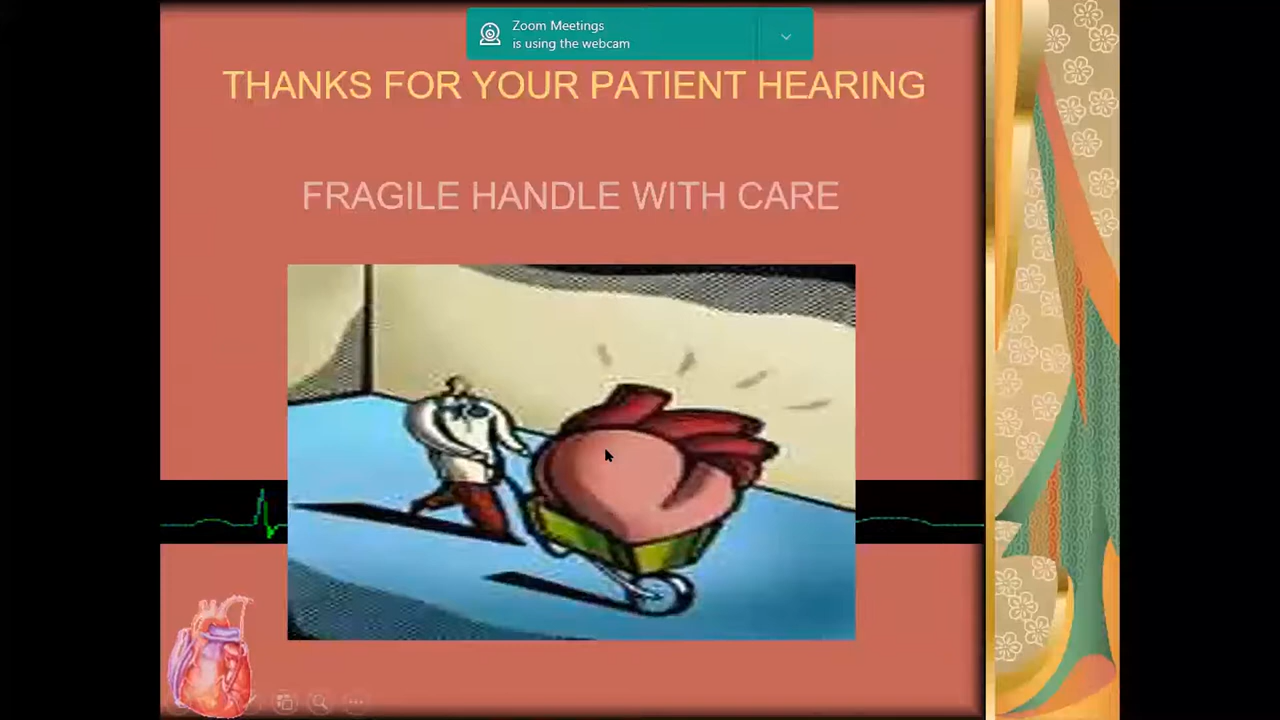 Zoom Meetings
is using the webcam
THANKS FOR YOUR PATIENT HEARING
FRAGILE HANDLE WITH CARE